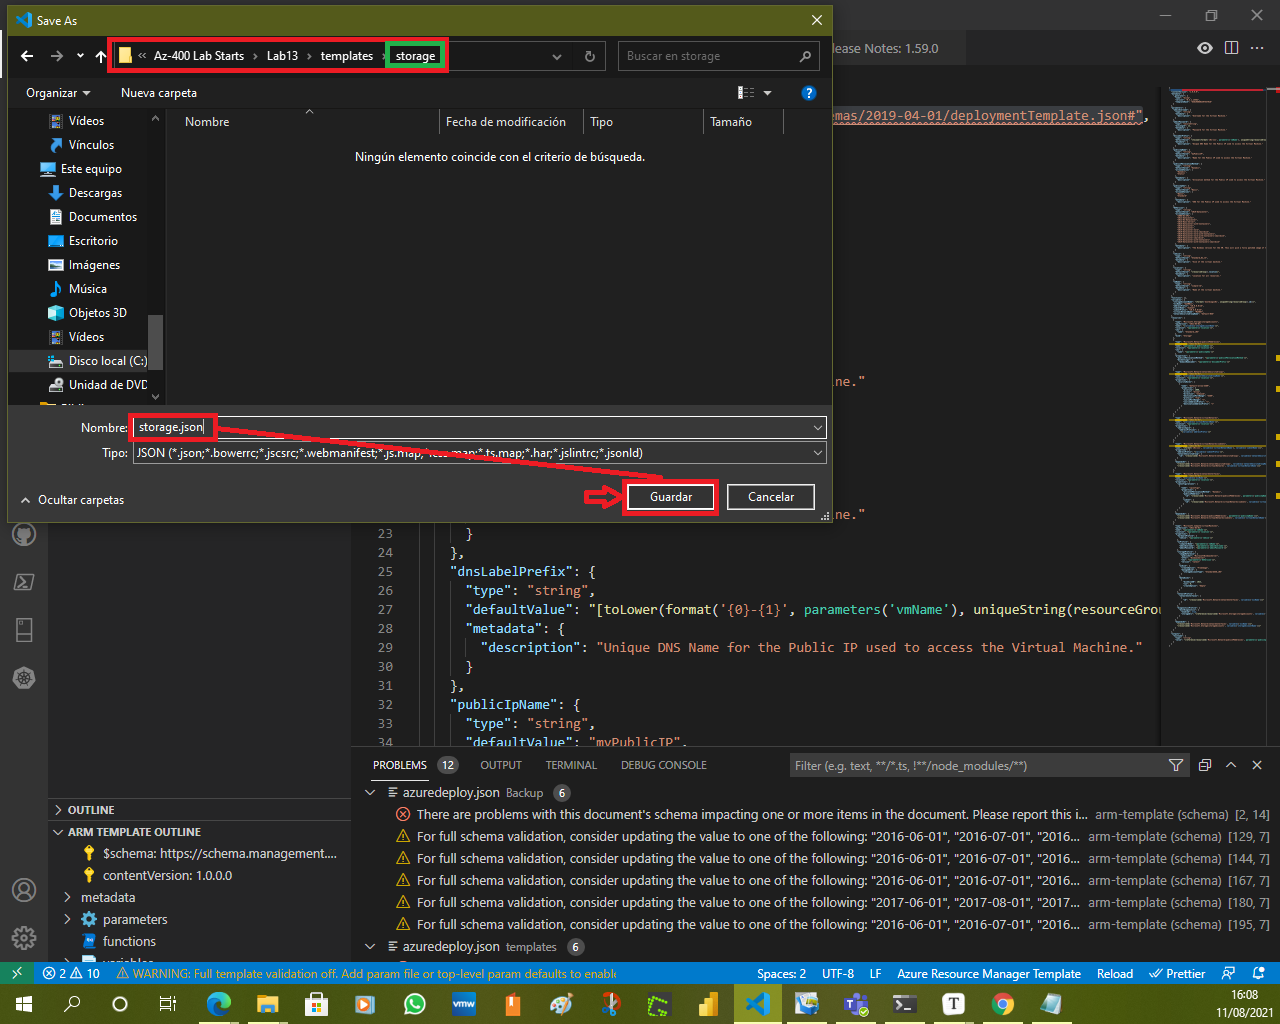 Save As
Az-400 Lab Starts > Lab13 > templates > storage
Buscar en storage
Release Notes: 1.59.0
Organizar
Nueva carpeta
Vídeos
Vínculos
Este equipo
Descargas
Documentos
Escritorio
Imágenes
Música
Objetos 3D
Vídeos
Disco local (C:)
Unidad de DVD
Nombre
Fecha de modificación
Tipo
Tamaño
Ningún elemento coincide con el criterio de búsqueda.
mas/2019-04-01/deploymentTemplate.json#",
ne."
Nombre: storage.json
Tipo: JSON (*.json;*.bowerrc;*.jscsrc;*.webmanifest;*.js.map;*.css.map;*.ts.map;*.har;*.jslintrc;*.jsonld)
Ocultar carpetas
Guardar
Cancelar
ne."
23 }
24 },
25 "dnsLabelPrefix": {
26 "type": "string",
27 "defaultValue": "[toLower(format('{0}-{1}', parameters('vmName'), uniqueString(resourceGrou
28 "metadata": {
29 "description": "Unique DNS Name for the Public IP used to access the Virtual Machine."
30 }
31 },
32 "publicIpName": {
33 "type": "string",
34 "defaultValue": "myPublicIP",
PROBLEMS 12 OUTPUT TERMINAL DEBUG CONSOLE
Filter (e.g. text, **/*.ts, !**/node_modules/**)
azuredeploy.json Backup 6
There are problems with this document's schema impacting one or more items in the document. Please report this i... arm-template (schema) [2, 14]
For full schema validation, consider updating the value to one of the following: "2016-06-01", "2016-07-01", "2016... arm-template (schema) [129, 7]
For full schema validation, consider updating the value to one of the following: "2016-06-01", "2016-07-01", "2016... arm-template (schema) [144, 7]
For full schema validation, consider updating the value to one of the following: "2016-06-01", "2016-07-01", "2016... arm-template (schema) [167, 7]
For full schema validation, consider updating the value to one of the following: "2017-06-01", "2017-08-01", "2017... arm-template (schema) [180, 7]
For full schema validation, consider updating the value to one of the following: "2016-06-01", "2016-07-01", "2016... arm-template (schema) [195, 7]
azuredeploy.json templates 6
OUTLINE
ARM TEMPLATE OUTLINE
$schema: https://schema.management....
contentVersion: 1.0.0.0
metadata
parameters
functions
variables
2 10 WARNING: Full template validation off. Add param file or top-level param defaults to enable
Spaces: 2 UTF-8 LF Azure Resource Manager Template Reload Prettier
vmw
T
16:08
11/08/2021